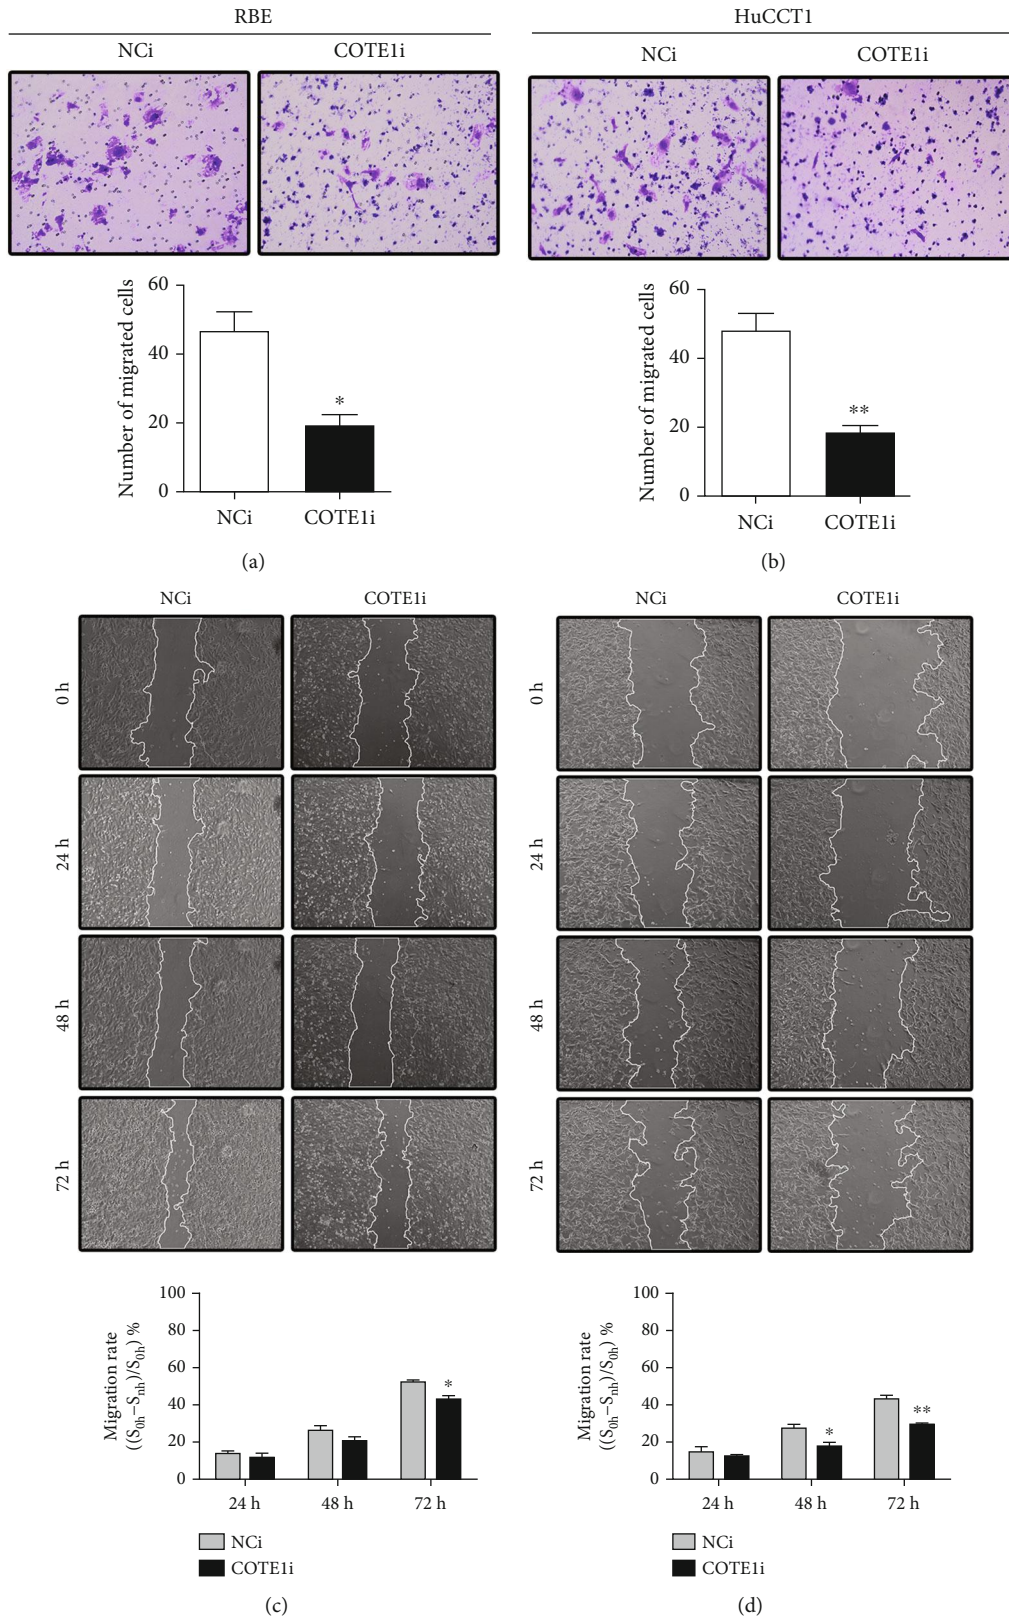 RBE
HuCCT1
NCi
COTE1i
NCi
COTE1i
Number of migrated cells
60
40
20
0
*
NCi
COTE1i
(a)
Number of migrated cells
60
40
20
0
**
NCi
COTE1i
(b)
NCi
COTE1i
0 h
24 h
48 h
72 h
Migration rate
((S0h−Snh)/S0h) %
100
80
60
40
20
0
*
24 h
48 h
72 h
NCi
COTE1i
(c)
NCi
COTE1i
0 h
24 h
48 h
72 h
Migration rate
((S0h−Snh)/S0h) %
100
80
60
40
20
0
*
**
24 h
48 h
72 h
NCi
COTE1i
(d)